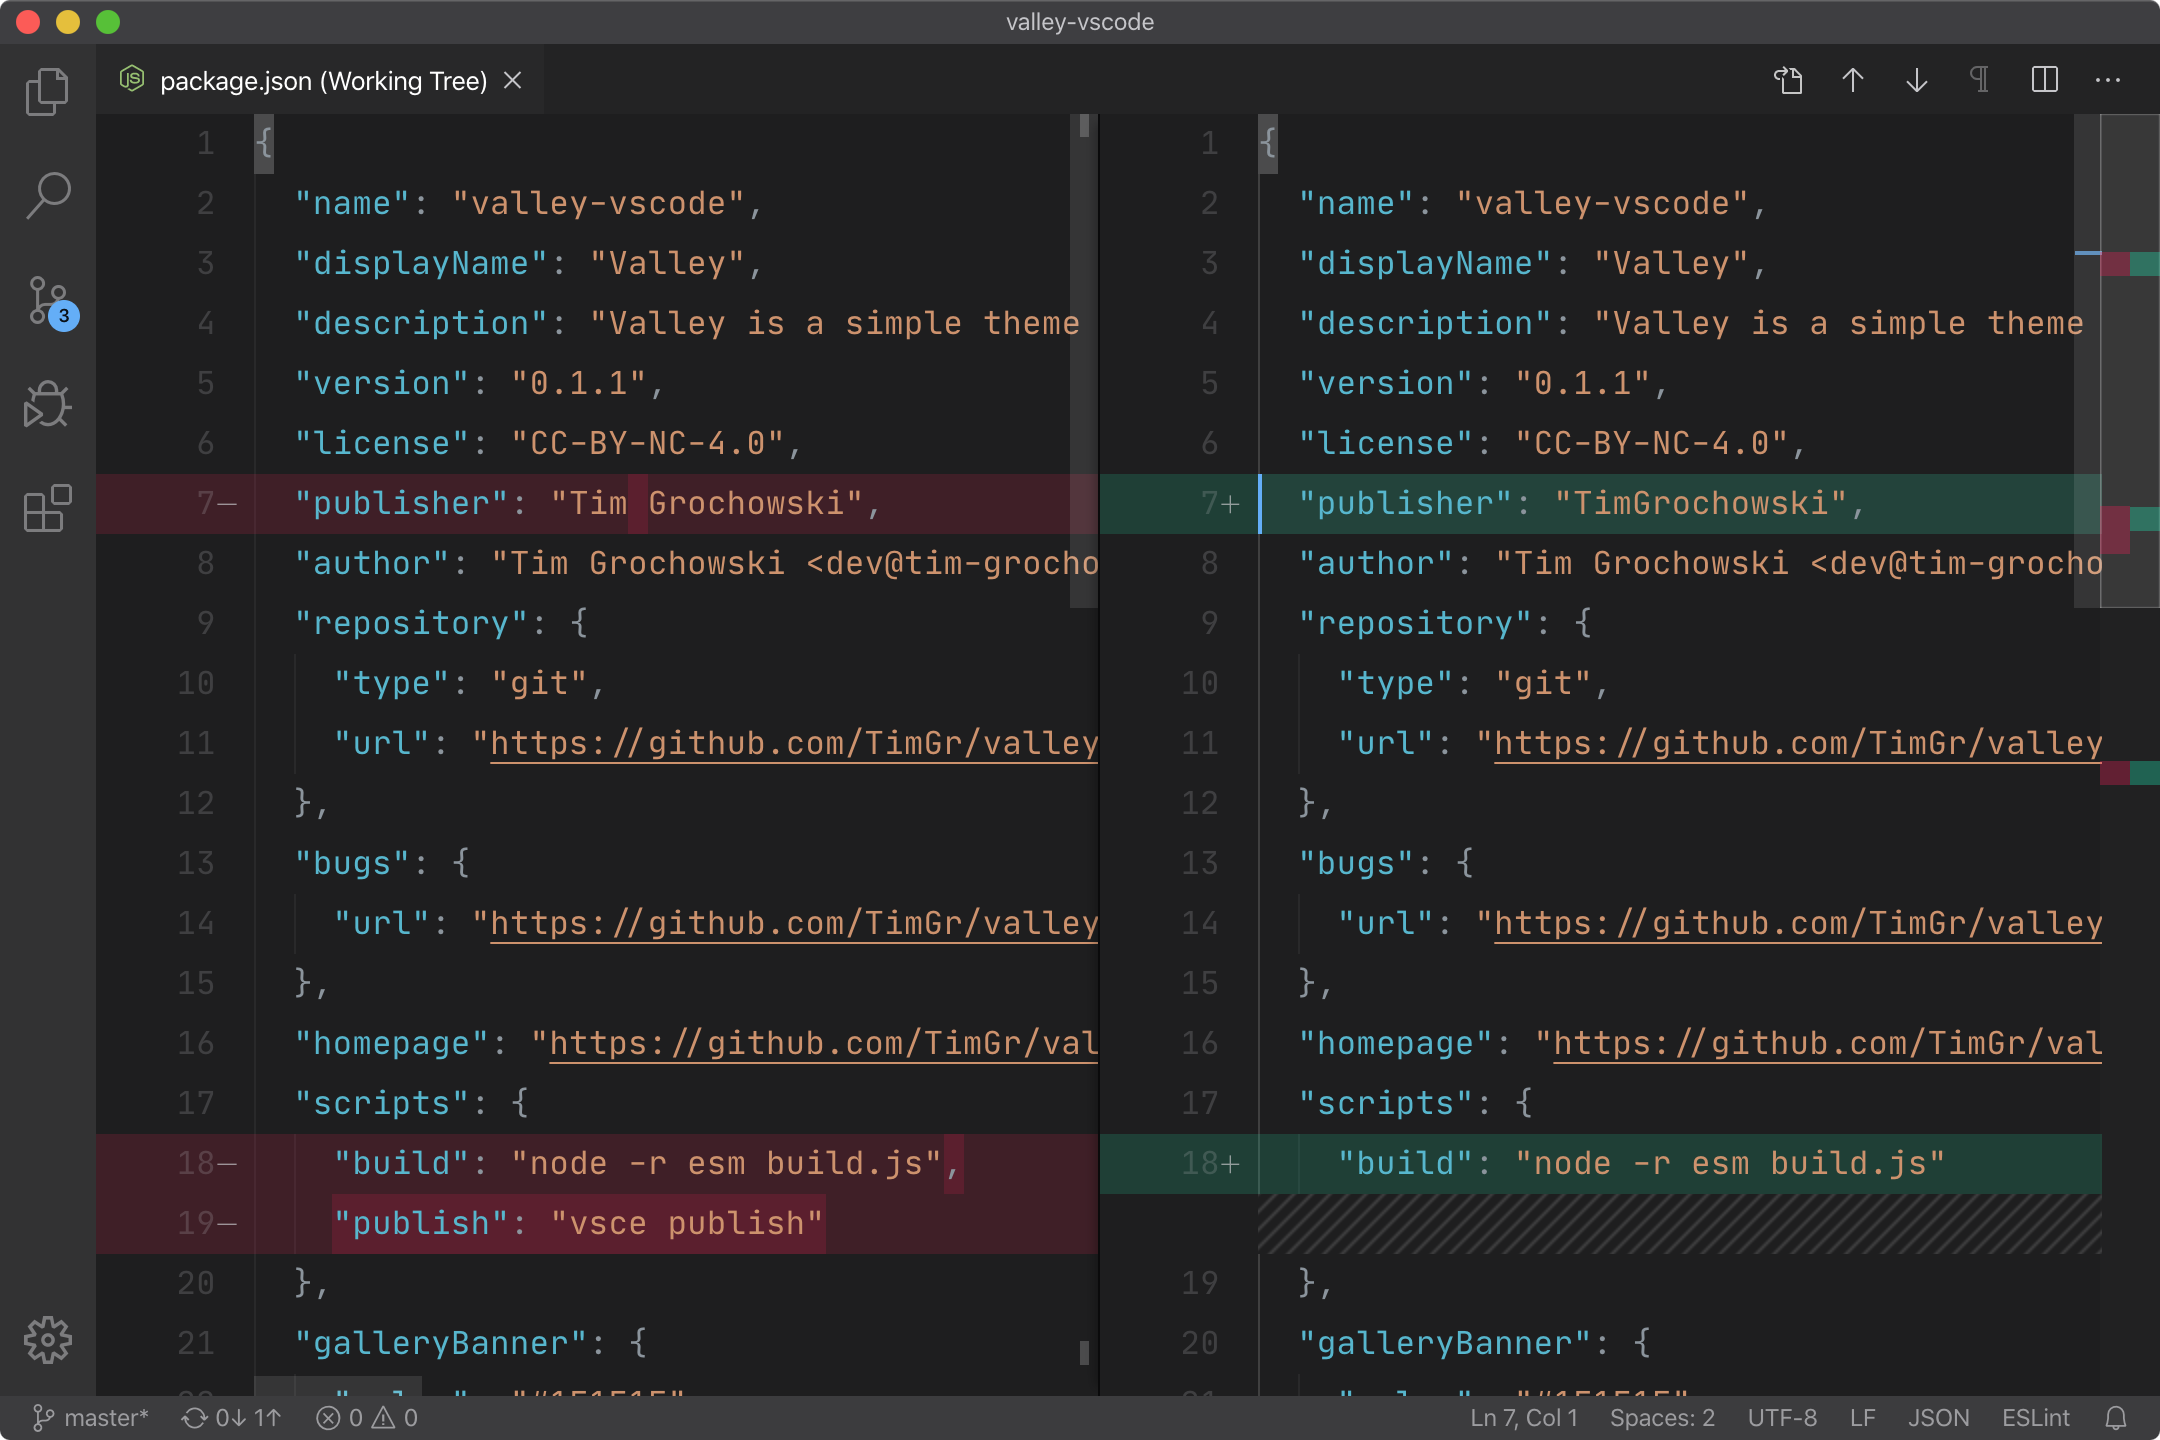 valley-vscode
package.json (Working Tree)
1 {
2 "name": "valley-vscode",
3 "displayName": "Valley",
4 "description": "Valley is a simple theme
5 "version": "0.1.1",
6 "license": "CC-BY-NC-4.0",
7− "publisher": "Tim Grochowski",
8 "author": "Tim Grochowski <dev@tim-grocho
9 "repository": {
10 "type": "git",
11 "url": "https://github.com/TimGr/valley
12 },
13 "bugs": {
14 "url": "https://github.com/TimGr/valley
15 },
16 "homepage": "https://github.com/TimGr/val
17 "scripts": {
18− "build": "node -r esm build.js",
19− "publish": "vsce publish"
20 },
21 "galleryBanner": {
1 {
2 "name": "valley-vscode",
3 "displayName": "Valley",
4 "description": "Valley is a simple theme
5 "version": "0.1.1",
6 "license": "CC-BY-NC-4.0",
7+ "publisher": "TimGrochowski",
8 "author": "Tim Grochowski <dev@tim-grocho
9 "repository": {
10 "type": "git",
11 "url": "https://github.com/TimGr/valley
12 },
13 "bugs": {
14 "url": "https://github.com/TimGr/valley
15 },
16 "homepage": "https://github.com/TimGr/val
17 "scripts": {
18+ "build": "node -r esm build.js"
19 },
20 "galleryBanner": {
3
master* 0↓ 1↑ 0 0 Ln 7, Col 1 Spaces: 2 UTF-8 LF JSON ESLint